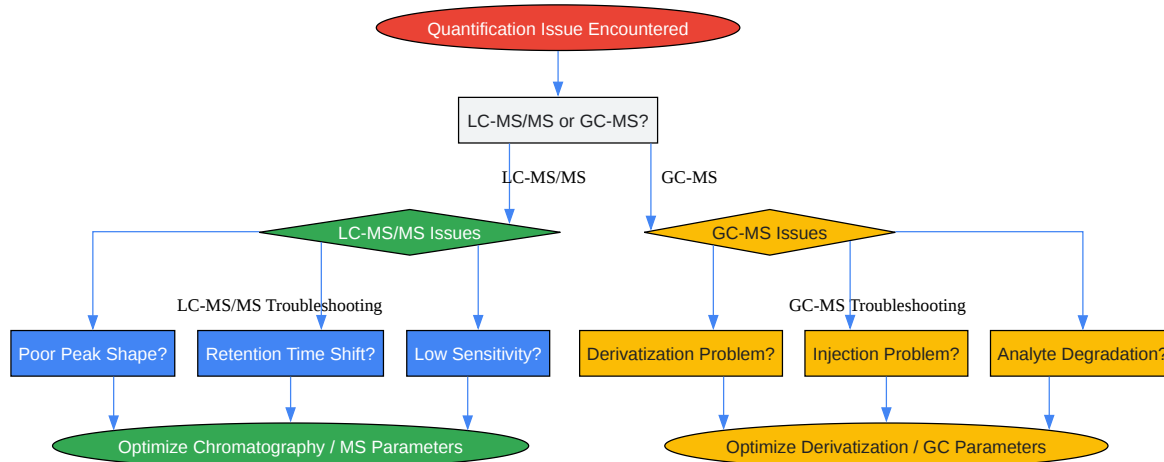 Quantification Issue Encountered
LC-MS/MS or GC-MS?
LC-MS/MS
GC-MS
LC-MS/MS Issues
GC-MS Issues
LC-MS/MS Troubleshooting
GC-MS Troubleshooting
Poor Peak Shape?
Retention Time Shift?
Low Sensitivity?
Derivatization Problem?
Injection Problem?
Analyte Degradation?
Optimize Chromatography / MS Parameters
Optimize Derivatization / GC Parameters